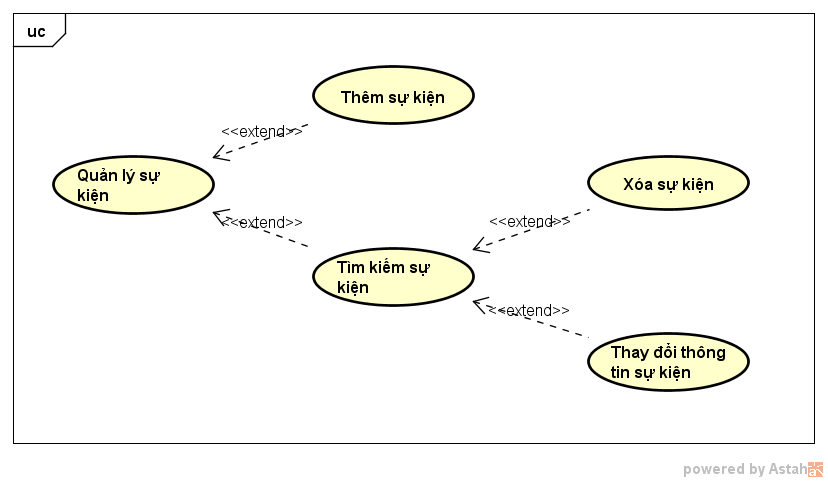 uc
Thêm sự kiện
<<extend>>
Quản lý sự
kiện
Xóa sự kiện
<<extend>>
<<extend>>
Tìm kiếm sự
kiện
<<extend>>
Thay đổi thông
tin sự kiện
powered by Astah